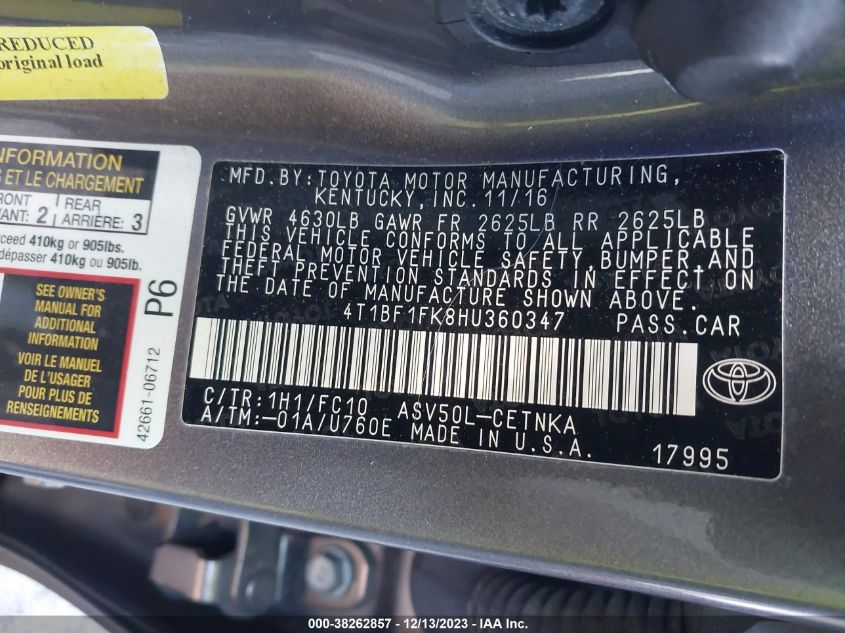 REDUCED
original load
NFORMATION
ET LE CHARGEMENT
FRONT
REAR
VANT: 2
ARRIÈRE: 3
xceed 410kg or 905lbs.
dépasser 410kg ou 905lb.
SEE OWNER'S
MANUAL FOR
ADDITIONAL
INFORMATION
VOIR LE MANUEL
DE L'USAGER
POUR PLUS DE
RENSEIGNEMENTS
P6
42661-06712
MFD. BY: TOYOTA MOTOR MANUFACTURING,
KENTUCKY, INC. 11/16
GVWR 4630LB GAWR FR 2625LB RR 2625LB
THIS VEHICLE CONFORMS TO ALL APPLICABLE
FEDERAL MOTOR VEHICLE SAFETY, BUMPER, AND
THEFT PREVENTION STANDARDS IN EFFECT ON
THE DATE OF MANUFACTURE SHOWN ABOVE.
4T1BF1FK8HU360347 PASS.CAR
C/TR: 1H1/FC10 ASV50L-CETNKA
A/TM: -01A/U760E MADE IN U.S.A.
17995
000-38262857 - 12/13/2023 - IAA Inc.